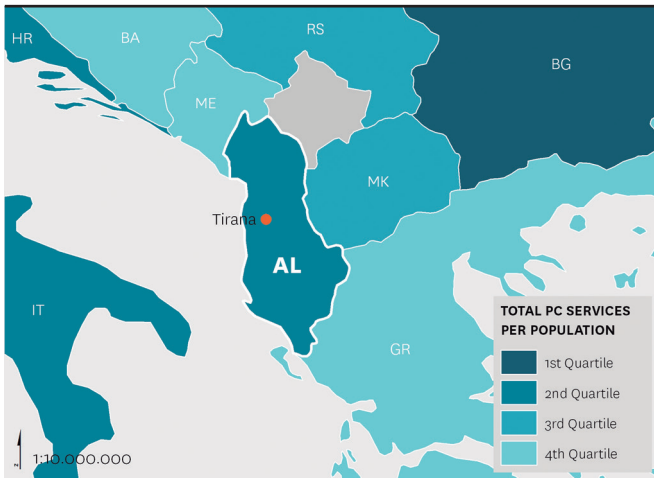 HR
BA
RS
BG
ME
MK
Tirana
AL
IT
GR
TOTAL PC SERVICES
PER POPULATION
1st Quartile
2nd Quartile
3rd Quartile
4th Quartile
1:10.000.000